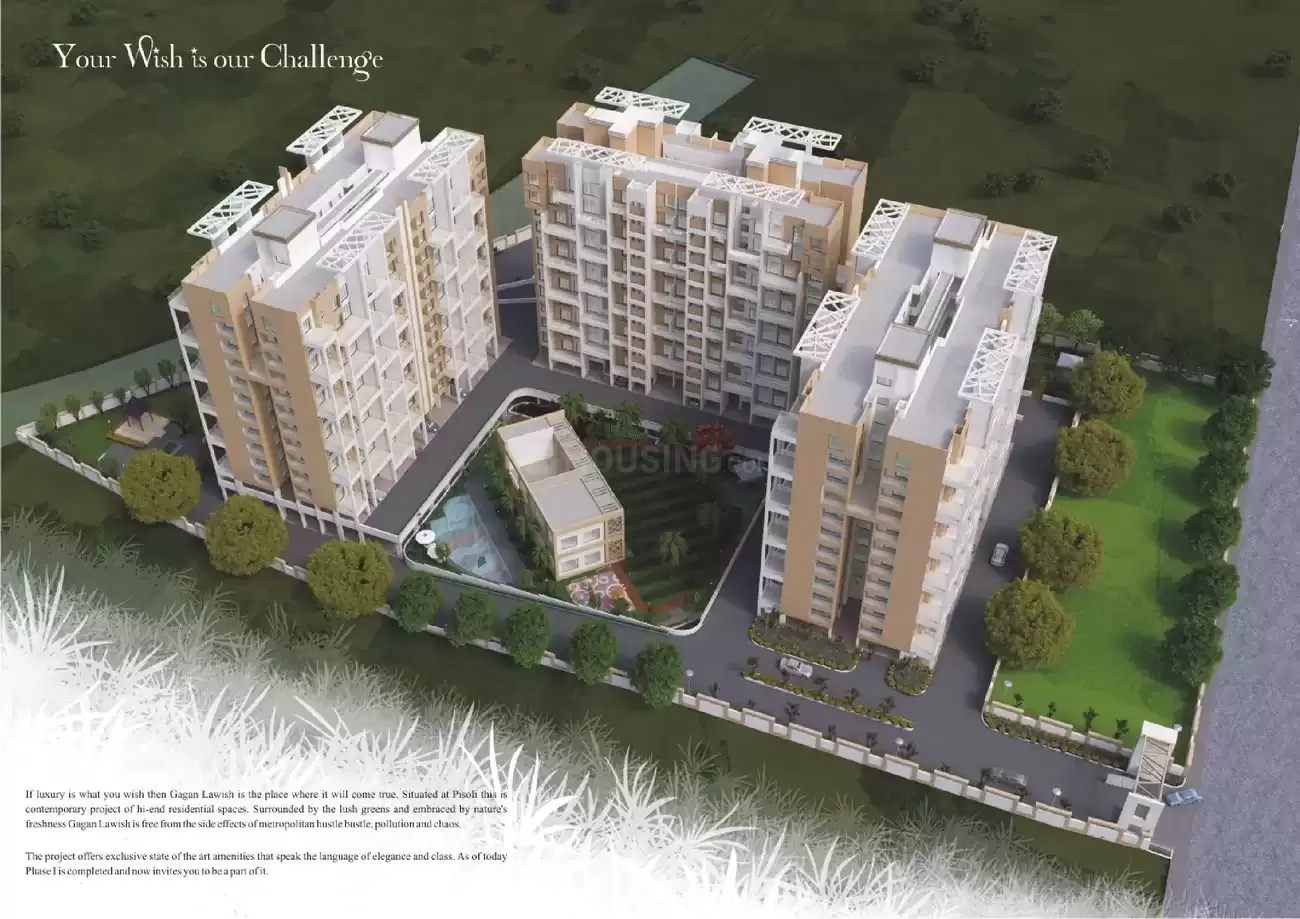 Your Wish is our Challenge
HOUSING.COM
If luxury is what you wish then Gagan Lawish is the place where it will come true. Situated at Pisoli this is
contemporary project of hi-end residential spaces. Surrounded by the lush greens and embraced by nature's
freshness Gagan Lawish is free from the side effects of metropolitan hustle bustle, pollution and chaos.
The project offers exclusive state of the art amenities that speak the language of elegance and class. As of today
Phase I is completed and now invites you to be a part of it.